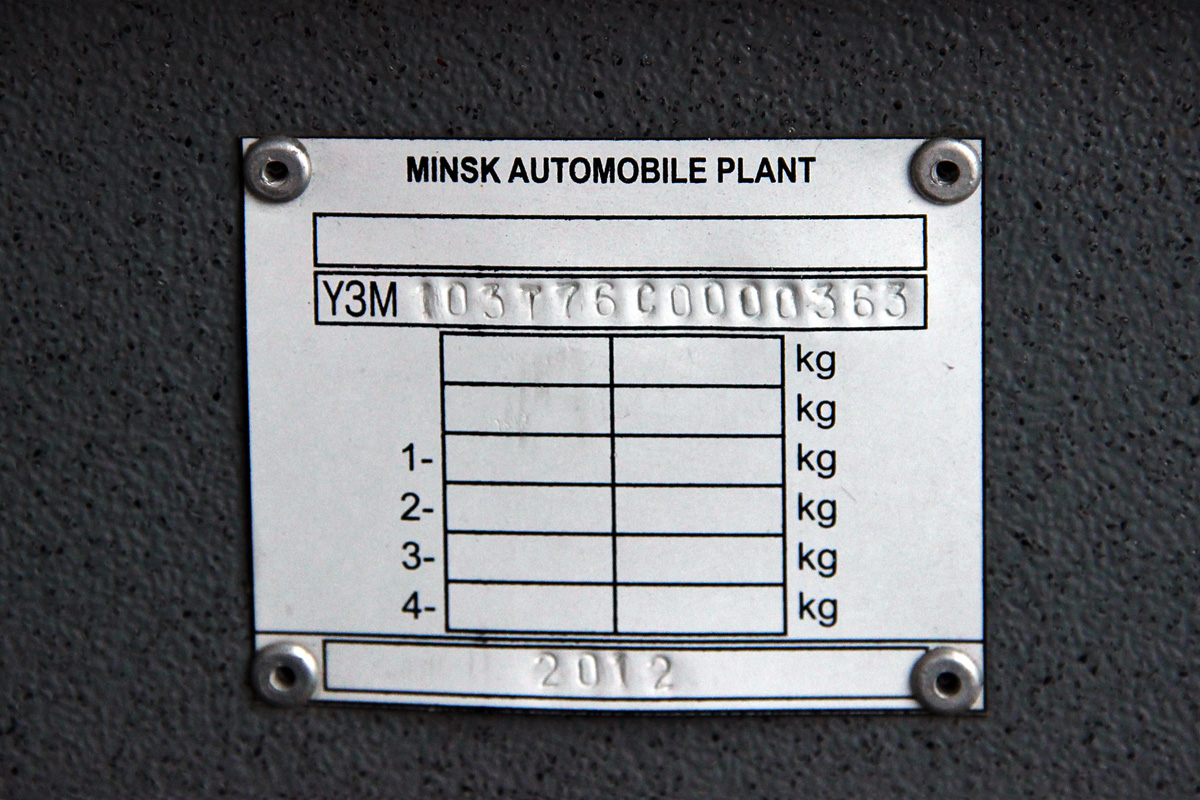 MINSK AUTOMOBILE PLANT
Y3M 103T76C0000363
kg
kg
1- kg
2- kg
3- kg
4- kg
2012